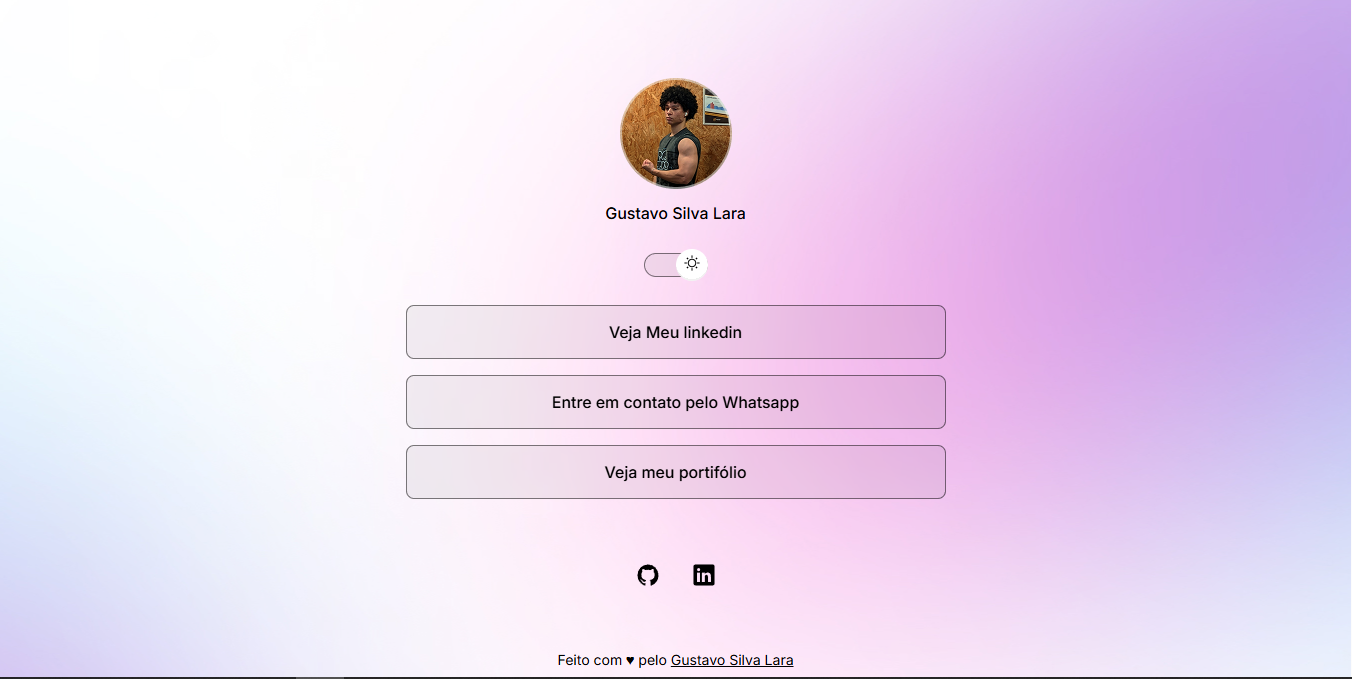 Gustavo Silva Lara
Veja Meu linkedin
Entre em contato pelo Whatsapp
Veja meu portifólio
in
Feito com ♥ pelo Gustavo Silva Lara